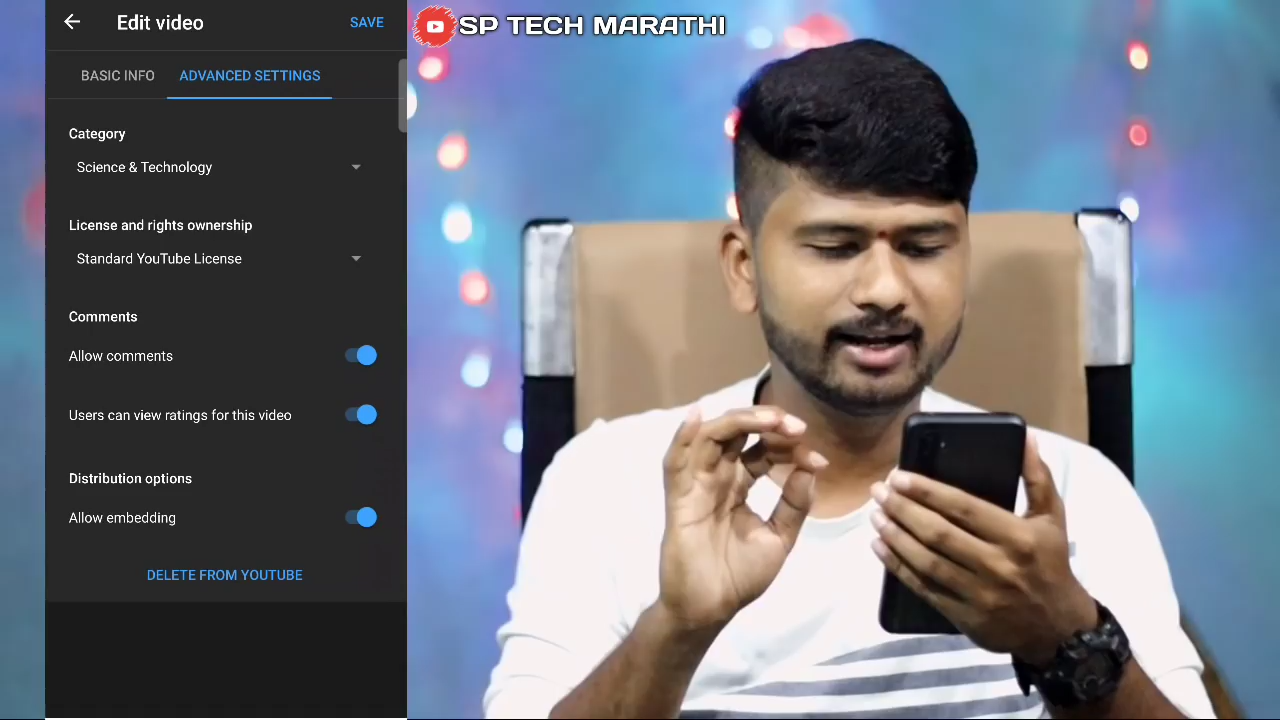 Edit video
SAVE
BASIC INFO
ADVANCED SETTINGS
Category
Science & Technology
License and rights ownership
Standard YouTube License
Comments
Allow comments
Users can view ratings for this video
Distribution options
Allow embedding
DELETE FROM YOUTUBE
SP TECH MARATHI